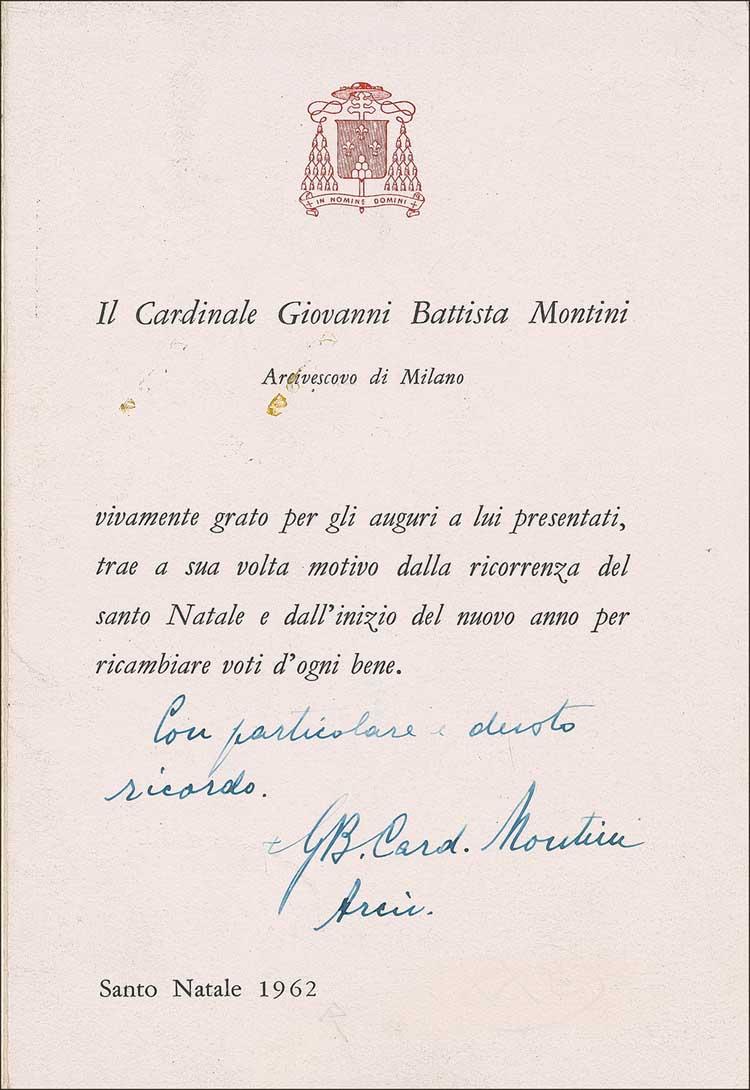 IN NOMINE DOMINI
Il Cardinale Giovanni Battista Montini
Arcivescovo di Milano
vivamente grato per gli auguri a lui presentati,
trae a sua volta motivo dalla ricorrenza del
santo Natale e dall'inizio del nuovo anno per
ricambiare voti d'ogni bene.
Con particolare e devoto
ricordo.
+ GB. Card. Montini
Arciv.
Santo Natale 1962